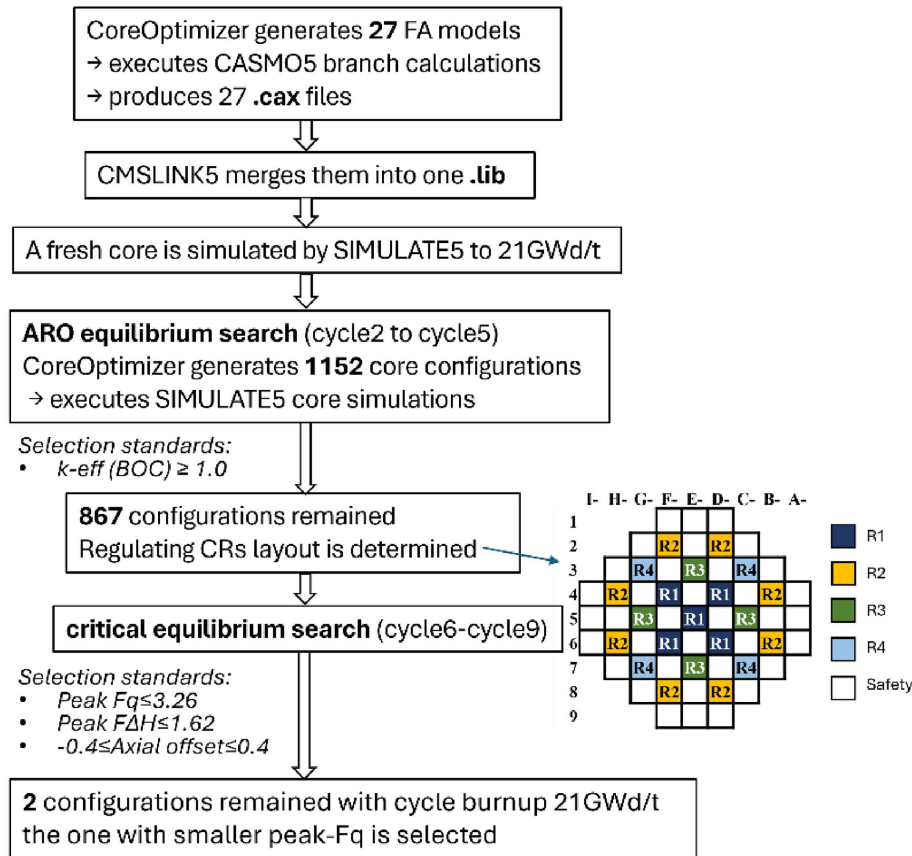 CoreOptimizer generates 27 FA models
→ executes CASMO5 branch calculations
→ produces 27 .cax files
CMSLINK5 merges them into one .lib
A fresh core is simulated by SIMULATE5 to 21GWd/t
ARO equilibrium search (cycle2 to cycle5)
CoreOptimizer generates 1152 core configurations
→ executes SIMULATE5 core simulations
Selection standards:
• k-eff (BOC) ≥ 1.0
867 configurations remained
Regulating CRs layout is determined
critical equilibrium search (cycle6-cycle9)
Selection standards:
• Peak Fq≤3.26
• Peak FΔH≤1.62
• -0.4≤Axial offset≤0.4
2 configurations remained with cycle burnup 21GWd/t
the one with smaller peak-Fq is selected
I- H- G- F- E- D- C- B- A-
1
2 R2 R2
3 R4 R3 R4
4 R2 R1 R1 R2
5 R3 R1 R3
6 R2 R1 R1 R2
7 R4 R3 R4
8 R2 R2
9
R1
R2
R3
R4
Safety